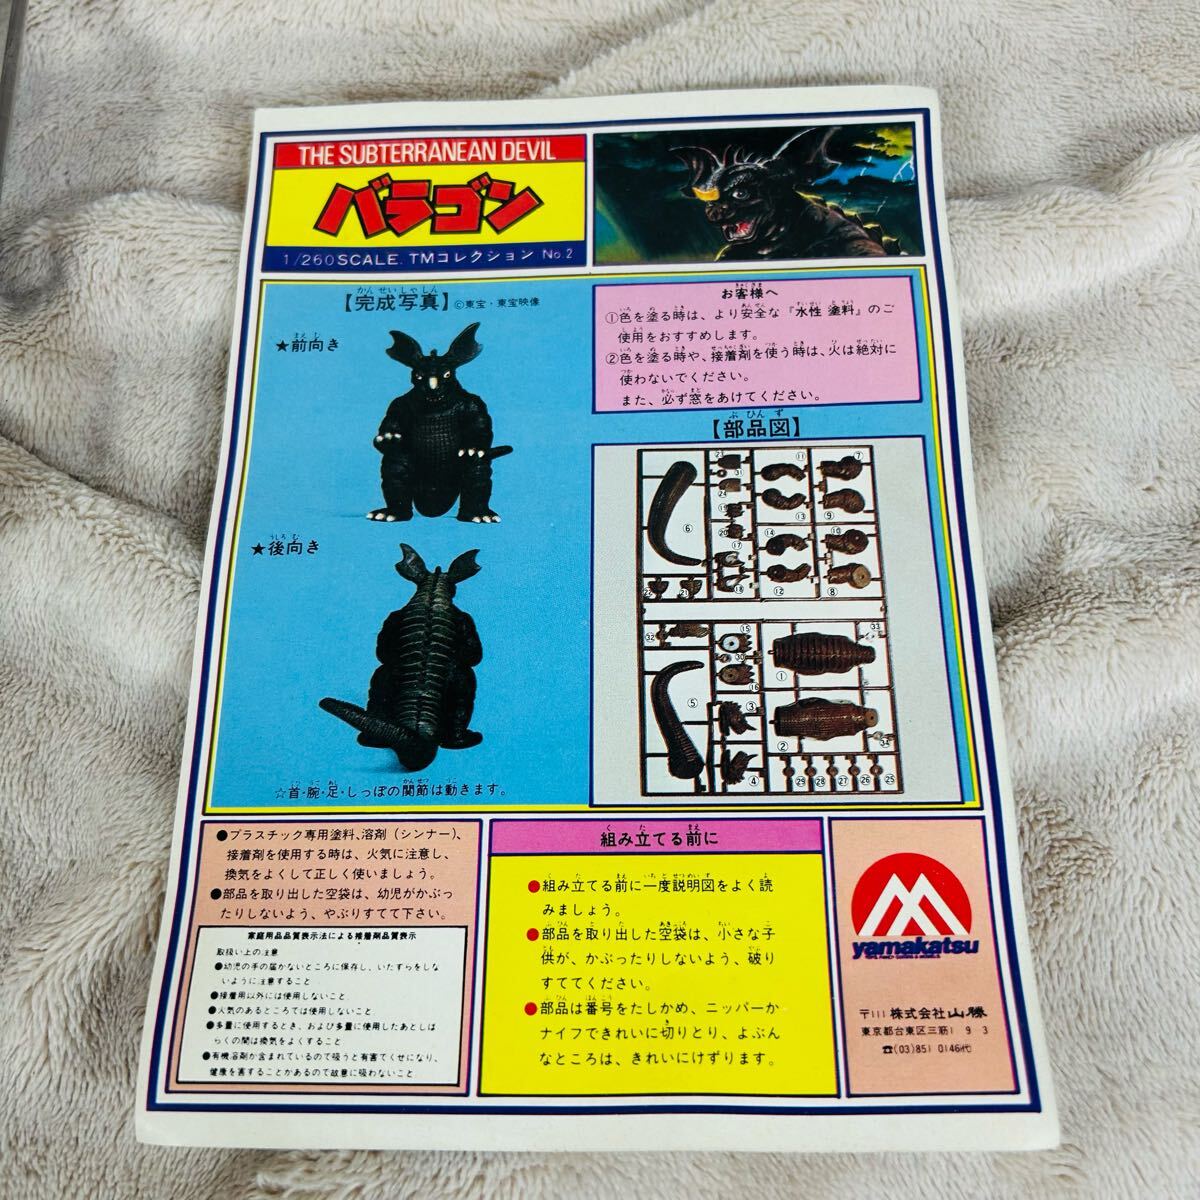 THE SUBTERRANEAN DEVIL
バラゴン
1/260 SCALE. TMコレクション No.2
【完成写真】©東宝・東宝映像
★前向き
★後向き
☆首・腕・足・しっぽの関節は動きます。
お客様へ
①色を塗る時は、より安全な『水性塗料』のご
使用をおすすめします。
②色を塗る時や、接着剤を使う時は、火は絶対に
使わないでください。
また、必ず窓をあけてください。
【部品図】
●プラスチック専用塗料、溶剤(シンナー)、
接着剤を使用する時は、火気に注意し、
換気をよくして正しく使いましょう。
●部品を取り出した空袋は、幼児がかぶっ
たりしないよう、やぶりすてて下さい。
家庭用品品質表示法による接着剤品質表示
取扱い上の注意
●幼児の手の届かないところに保存し、いたずらをしな
いように注意すること
●接着用以外には使用しないこと
●火気のあるところでは使用しないこと
●多量に使用するとき、および多量に使用したあとしば
らくの間は換気をよくすること
●有機溶剤が含まれているので吸うと有害でくせになり、
健康を害することがあるので故意に吸わないこと
組み立てる前に
●組み立てる前に一度説明図をよく読
みましょう。
●部品を取り出した空袋は、小さな子
供が、かぶったりしないよう、破り
すててください。
●部品は番号をたしかめ、ニッパーか
ナイフできれいに切りとり、よぶん
なところは、きれいにけずります。
yamakatsu
〒111 株式会社山勝
東京都台東区三筋1 9 3
☎(03)851 0146代